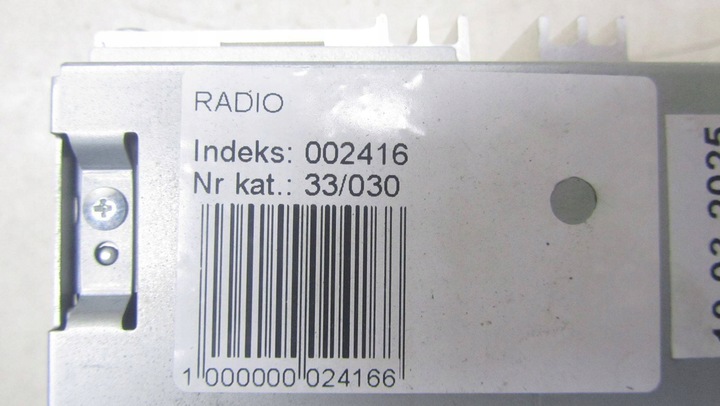 RADIO
Indeks: 002416
Nr kat.: 33/030
1 000000 024166